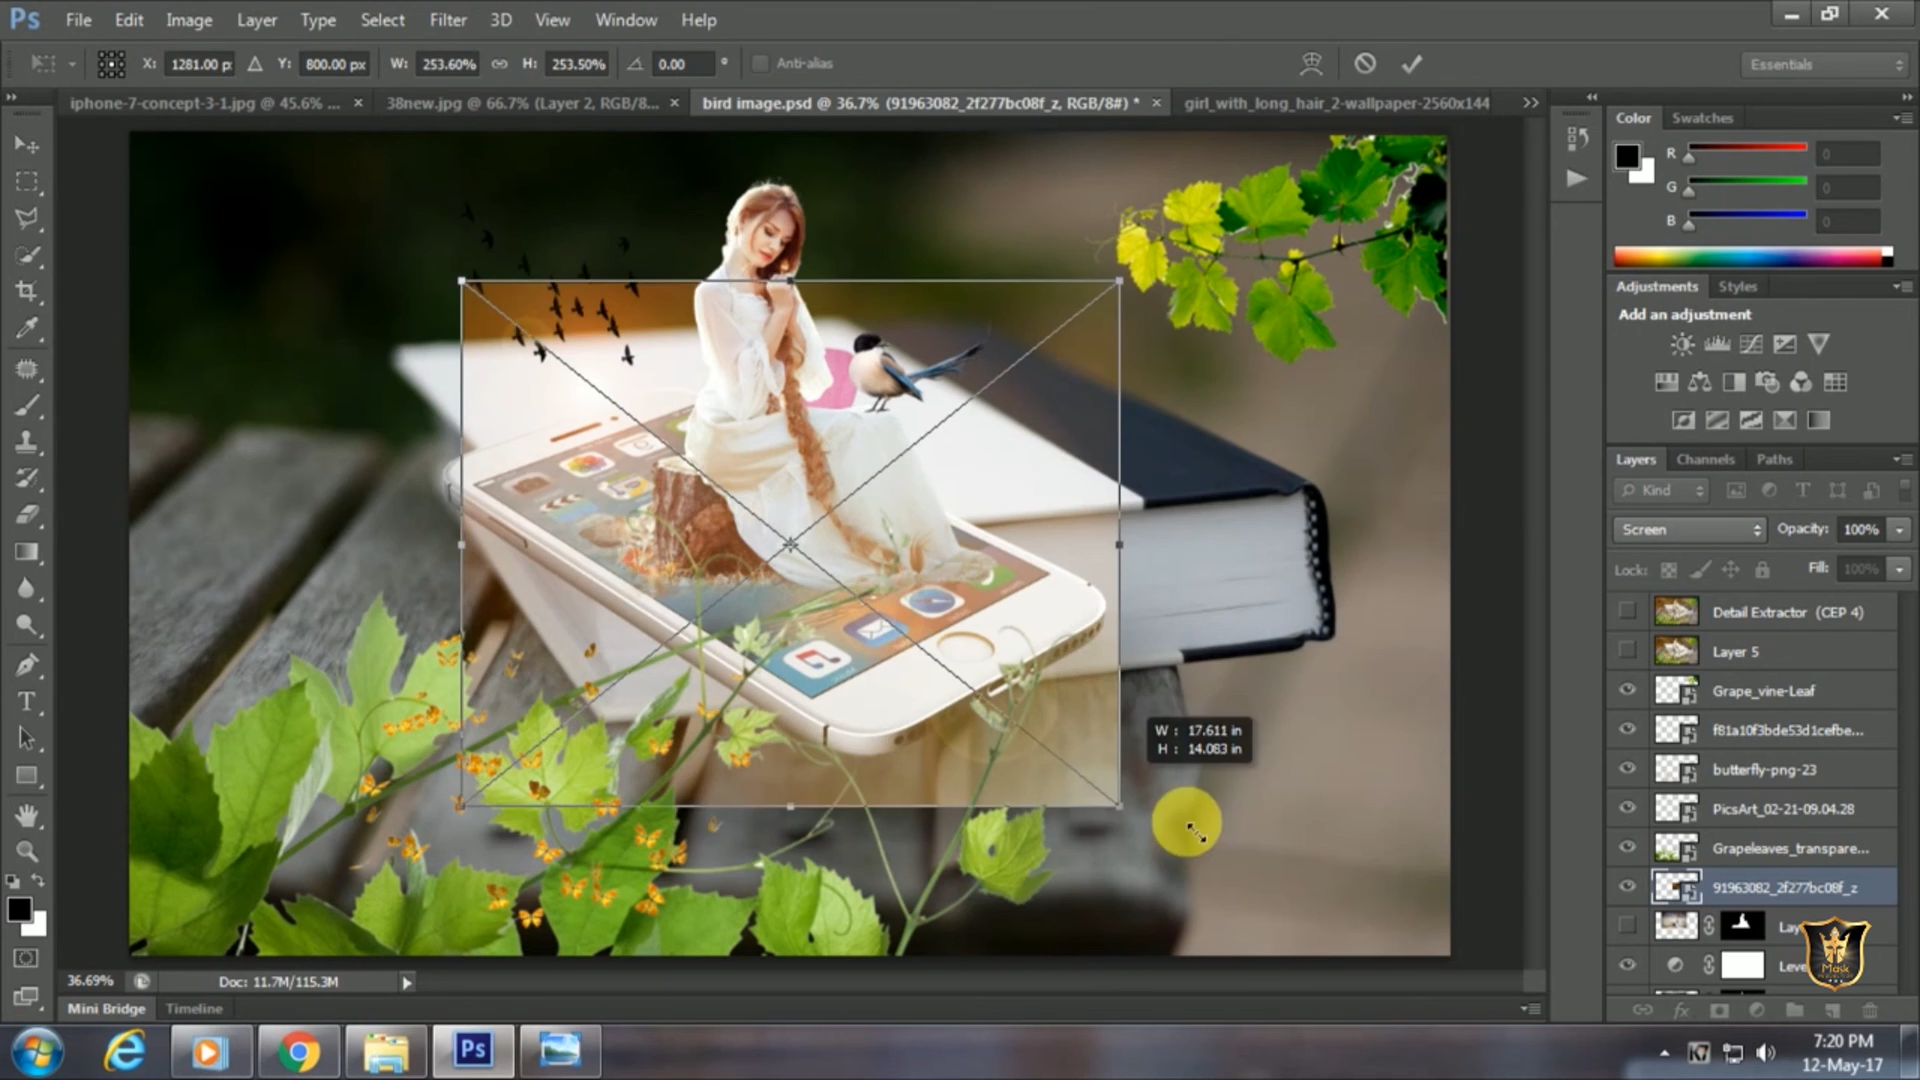 Ps File Edit Image Layer Type Select Filter 3D View Window Help
X: 1281.00 p Y: 800.00 px W: 253.60% H: 253.50% 0.00 ° Anti-alias Essentials
iphone-7-concept-3-1.jpg @ 45.6% ... × 38new.jpg @ 66.7% (Layer 2, RGB/8... × bird image.psd @ 36.7% (91963082_2f277bc08f_z, RGB/8#) * × girl_with_long_hair_2-wallpaper-2560x144
Color Swatches
R 0
G 0
B 0
Adjustments Styles
Add an adjustment
Layers Channels Paths
Kind
Screen Opacity: 100%
Lock: Fill: 100%
Detail Extractor (CEP 4)
Layer 5
Grape_vine-Leaf
f81a10f3bde53d1cefbe...
butterfly-png-23
PicsArt_02-21-09.04.28
Grapeleaves_transpare...
91963082_2f277bc08f_z
Lay
Leve
Mask
W : 17.611 in
H : 14.083 in
36.69% Doc: 11.7M/115.3M
Mini Bridge Timeline
Ps
7:20 PM
12-May-17